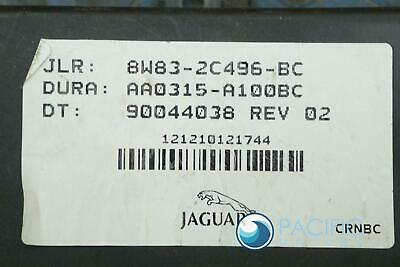 JLR: 8W83-2C496-BC
DURA: AA0315-A100BC
DT: 90044038 REV 02
121210121744
JAGUAR
PACIFIC
CRNBC